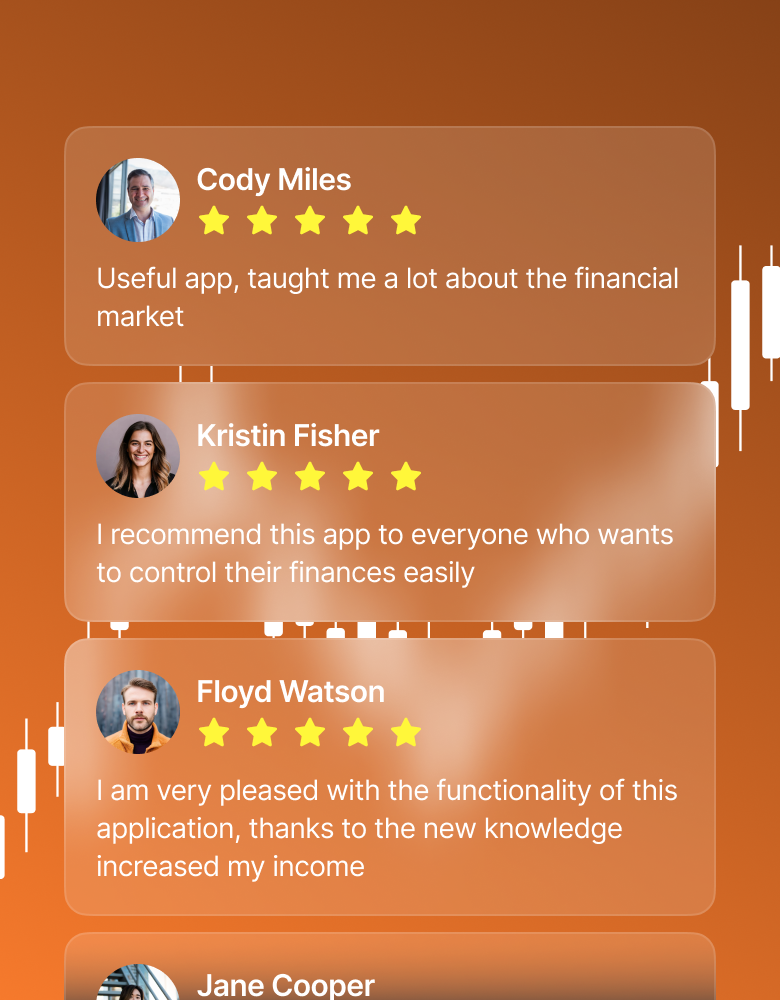 Cody Miles
Useful app, taught me a lot about the financial
market
Kristin Fisher
I recommend this app to everyone who wants
to control their finances easily
Floyd Watson
I am very pleased with the functionality of this
application, thanks to the new knowledge
increased my income
Jane Cooper